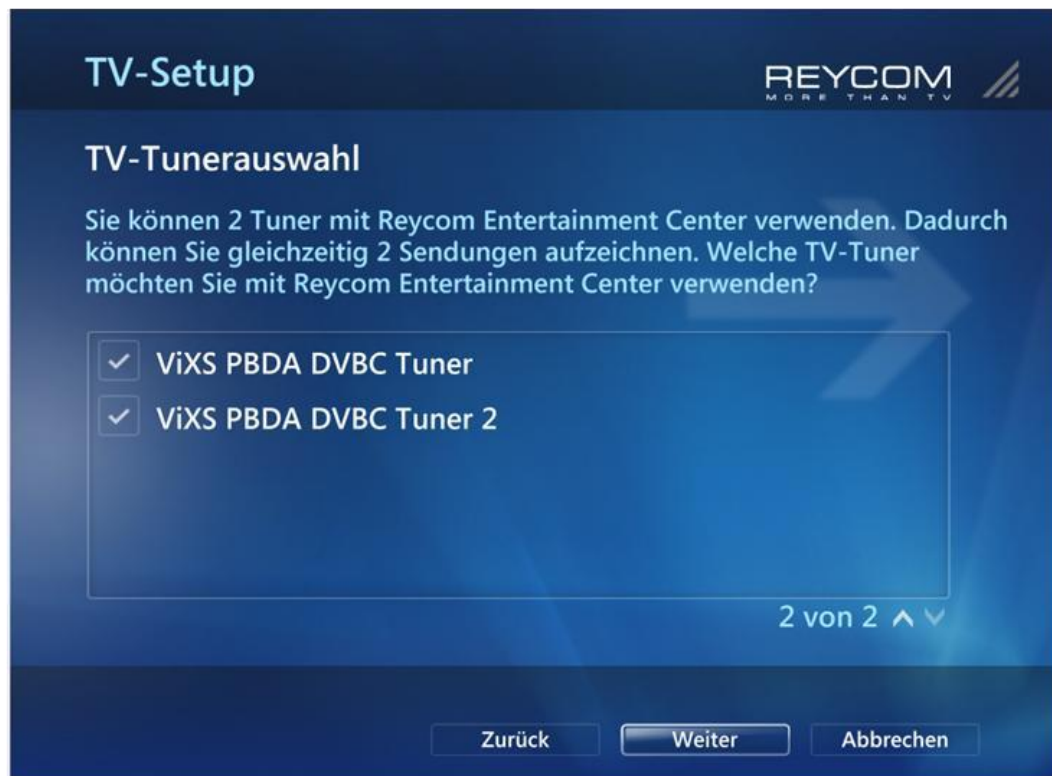 TV-Setup
REYCOM
MORE THAN TV
TV-Tunerauswahl
Sie können 2 Tuner mit Reycom Entertainment Center verwenden. Dadurch
können Sie gleichzeitig 2 Sendungen aufzeichnen. Welche TV-Tuner
möchten Sie mit Reycom Entertainment Center verwenden?
ViXS PBDA DVBC Tuner
ViXS PBDA DVBC Tuner 2
2 von 2
Zurück Weiter Abbrechen